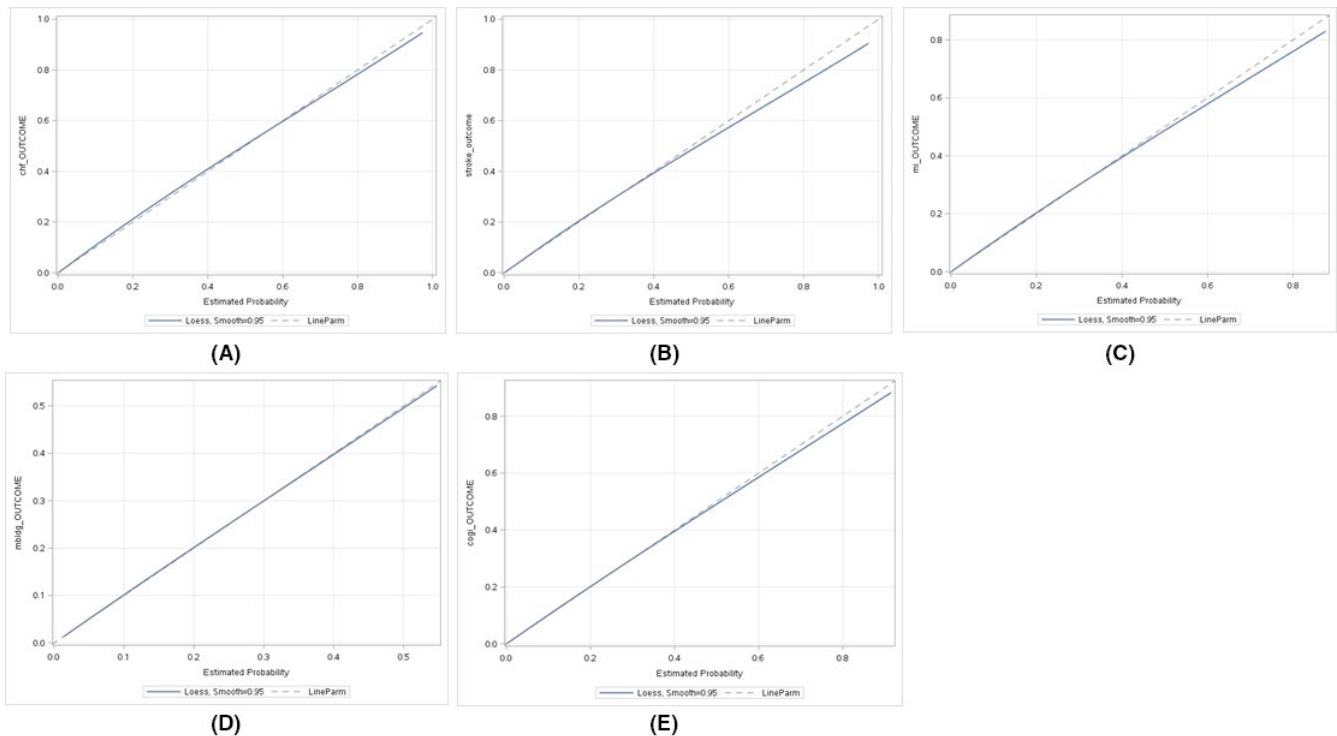 1.0
0.8
0.6
0.4
0.2
0.0
chf_OUTCOME
0.0 0.2 0.4 0.6 0.8 1.0
Estimated Probability
Loess, Smooth=0.95 LineParm
(A)
1.0
0.8
0.6
0.4
0.2
0.0
stroke_outcome
0.0 0.2 0.4 0.6 0.8 1.0
Estimated Probability
Loess, Smooth=0.95 LineParm
(B)
0.8
0.6
0.4
0.2
0.0
mi_OUTCOME
0.0 0.2 0.4 0.6 0.8
Estimated Probability
Loess, Smooth=0.95 LineParm
(C)
0.5
0.4
0.3
0.2
0.1
0.0
mbldg_OUTCOME
0.0 0.1 0.2 0.3 0.4 0.5
Estimated Probability
Loess, Smooth=0.95 LineParm
(D)
0.8
0.6
0.4
0.2
0.0
cogi_OUTCOME
0.0 0.2 0.4 0.6 0.8
Estimated Probability
Loess, Smooth=0.95 LineParm
(E)